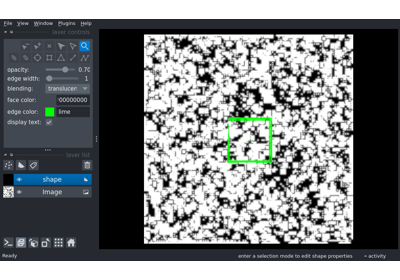 File View Window Plugins Help
layer controls
opacity: 0.70
edge width: 1
blending: translucen
face color: 00000000
edge color: lime
display text:
layer list
shape
Image
Ready
enter a selection mode to edit shape properties
activity